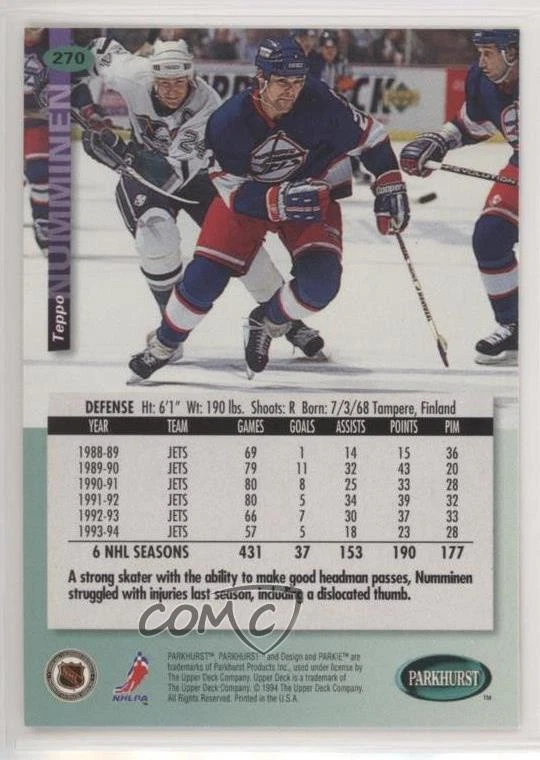 270
Teppo NUMMINEN
24
JETS
Cooper
REVOLUTION
DEFENSE Ht: 6'1" Wt: 190 lbs. Shoots: R Born: 7/3/68 Tampere, Finland
YEAR TEAM GAMES GOALS ASSISTS POINTS PIM
1988-89 JETS 69 1 14 15 36
1989-90 JETS 79 11 32 43 20
1990-91 JETS 80 8 25 33 28
1991-92 JETS 80 5 34 39 32
1992-93 JETS 66 7 30 37 33
1993-94 JETS 57 5 18 23 28
6 NHL SEASONS 431 37 153 190 177
A strong skater with the ability to make good headman passes, Numminen
struggled with injuries last season, including a dislocated thumb.
COMC
PARKHURST™, PARKHURST™ and Design and PARKIE™ are
trademarks of Parkhurst Products Inc., used under license by
The Upper Deck Company. Upper Deck is a trademark of
The Upper Deck Company. © 1994 The Upper Deck Company.
All Rights Reserved. Printed in the U.S.A.
NHL
NHLPA
PARKHURST
™